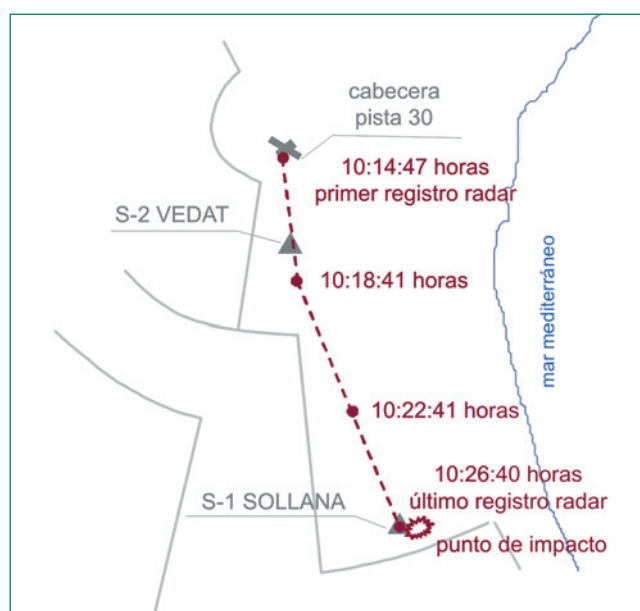 cabecera
pista 30
10:14:47 horas
primer registro radar
S-2 VEDAT
10:18:41 horas
mar mediterráneo
10:22:41 horas
10:26:40 horas
último registro radar
S-1 SOLLANA
punto de impacto